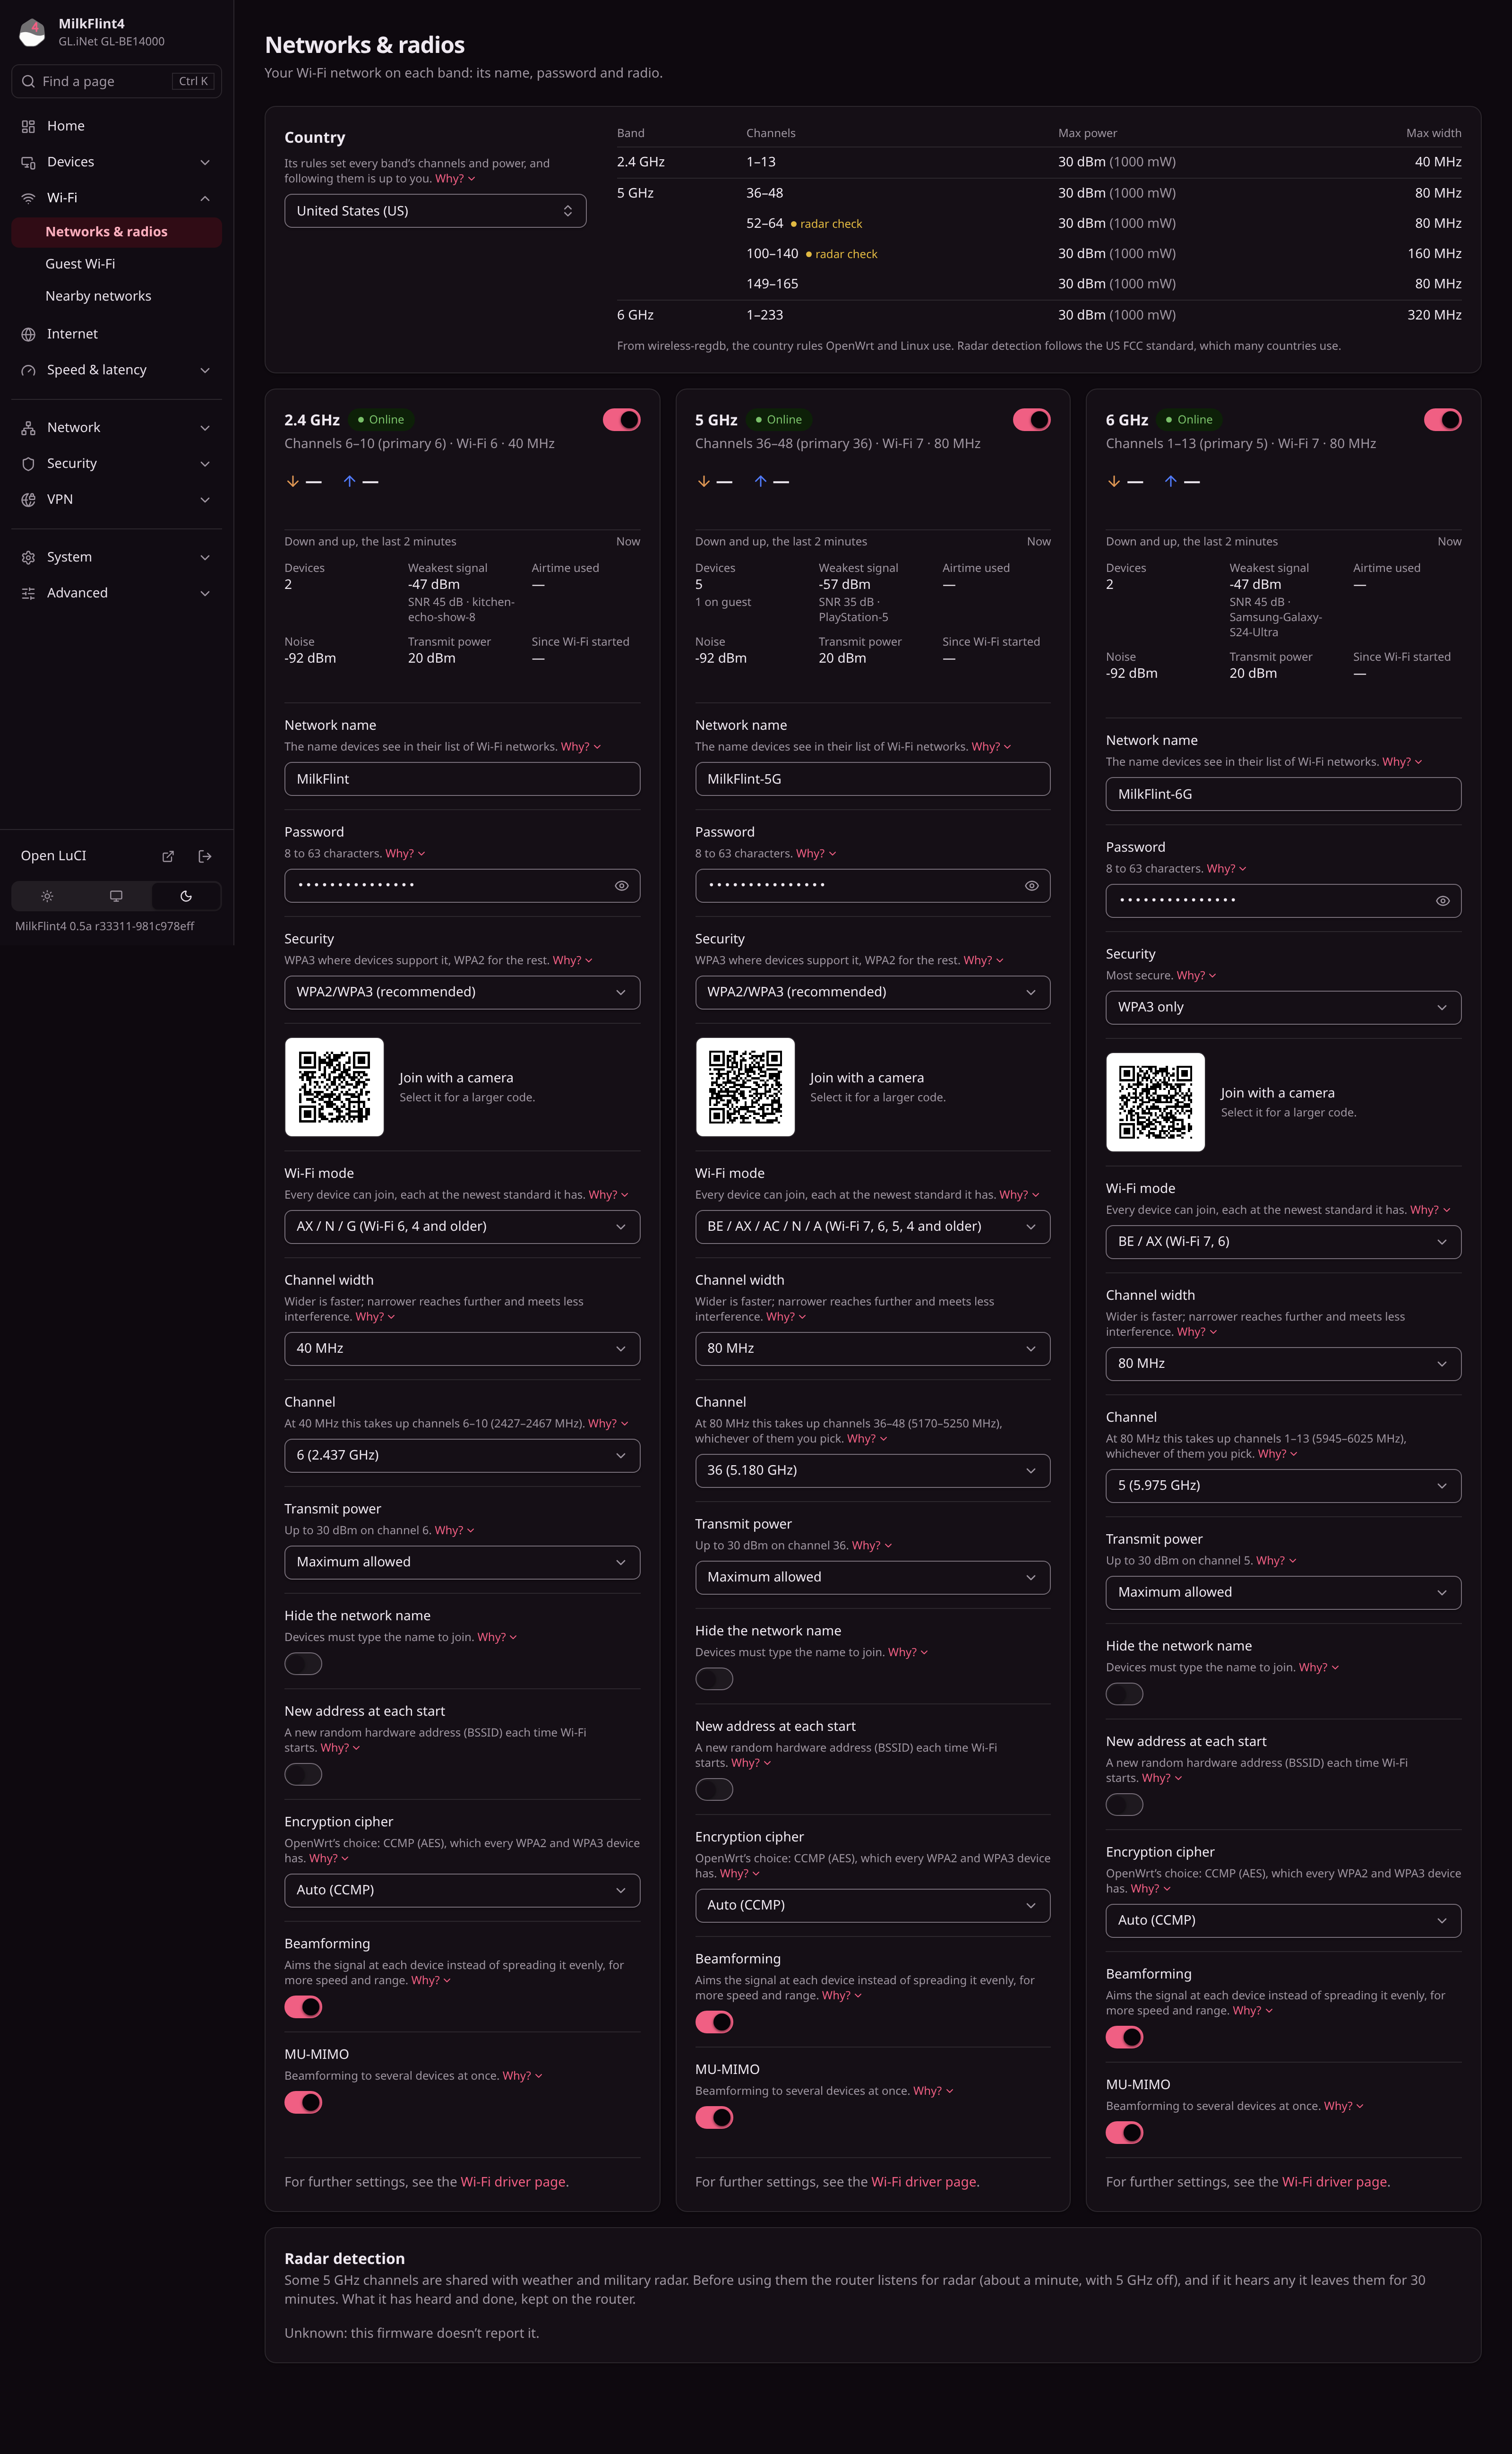 MilkFlint4
GL.iNet GL-BE14000
Find a page
Ctrl K
Home
Devices
Wi-Fi
Networks & radios
Guest Wi-Fi
Nearby networks
Internet
Speed & latency
Network
Security
VPN
System
Advanced
Open LuCI
MilkFlint4 0.5a r33311-981c978eff
Networks & radios
Your Wi-Fi network on each band: its name, password and radio.
Country
Its rules set every band's channels and power, and
following them is up to you. Why?
United States (US)
Band Channels Max power Max width
2.4 GHz 1–13 30 dBm (1000 mW) 40 MHz
5 GHz 36–48 30 dBm (1000 mW) 80 MHz
52–64 • radar check 30 dBm (1000 mW) 80 MHz
100–140 • radar check 30 dBm (1000 mW) 160 MHz
149–165 30 dBm (1000 mW) 80 MHz
6 GHz 1–233 30 dBm (1000 mW) 320 MHz
From wireless-regdb, the country rules OpenWrt and Linux use. Radar detection follows the US FCC standard, which many countries use.
2.4 GHz • Online
Channels 6–10 (primary 6) · Wi-Fi 6 · 40 MHz
↓ — ↑ —
Down and up, the last 2 minutes Now
Devices Weakest signal Airtime used
2 -47 dBm —
SNR 45 dB · kitchen-
echo-show-8
Noise Transmit power Since Wi-Fi started
-92 dBm 20 dBm —
Network name
The name devices see in their list of Wi-Fi networks. Why?
MilkFlint
Password
8 to 63 characters. Why?
•••••••••••••••
Security
WPA3 where devices support it, WPA2 for the rest. Why?
WPA2/WPA3 (recommended)
Join with a camera
Select it for a larger code.
Wi-Fi mode
Every device can join, each at the newest standard it has. Why?
AX / N / G (Wi-Fi 6, 4 and older)
Channel width
Wider is faster; narrower reaches further and meets less
interference. Why?
40 MHz
Channel
At 40 MHz this takes up channels 6–10 (2427–2467 MHz). Why?
6 (2.437 GHz)
Transmit power
Up to 30 dBm on channel 6. Why?
Maximum allowed
Hide the network name
Devices must type the name to join. Why?
New address at each start
A new random hardware address (BSSID) each time Wi-Fi
starts. Why?
Encryption cipher
OpenWrt's choice: CCMP (AES), which every WPA2 and WPA3 device
has. Why?
Auto (CCMP)
Beamforming
Aims the signal at each device instead of spreading it evenly, for
more speed and range. Why?
MU-MIMO
Beamforming to several devices at once. Why?
For further settings, see the Wi-Fi driver page.
5 GHz • Online
Channels 36–48 (primary 36) · Wi-Fi 7 · 80 MHz
↓ — ↑ —
Down and up, the last 2 minutes Now
Devices Weakest signal Airtime used
5 -57 dBm —
1 on guest SNR 35 dB ·
PlayStation-5
Noise Transmit power Since Wi-Fi started
-92 dBm 20 dBm —
Network name
The name devices see in their list of Wi-Fi networks. Why?
MilkFlint-5G
Password
8 to 63 characters. Why?
•••••••••••••••
Security
WPA3 where devices support it, WPA2 for the rest. Why?
WPA2/WPA3 (recommended)
Join with a camera
Select it for a larger code.
Wi-Fi mode
Every device can join, each at the newest standard it has. Why?
BE / AX / AC / N / A (Wi-Fi 7, 6, 5, 4 and older)
Channel width
Wider is faster; narrower reaches further and meets less
interference. Why?
80 MHz
Channel
At 80 MHz this takes up channels 36–48 (5170–5250 MHz),
whichever of them you pick. Why?
36 (5.180 GHz)
Transmit power
Up to 30 dBm on channel 36. Why?
Maximum allowed
Hide the network name
Devices must type the name to join. Why?
New address at each start
A new random hardware address (BSSID) each time Wi-Fi
starts. Why?
Encryption cipher
OpenWrt's choice: CCMP (AES), which every WPA2 and WPA3 device
has. Why?
Auto (CCMP)
Beamforming
Aims the signal at each device instead of spreading it evenly, for
more speed and range. Why?
MU-MIMO
Beamforming to several devices at once. Why?
For further settings, see the Wi-Fi driver page.
6 GHz • Online
Channels 1–13 (primary 5) · Wi-Fi 7 · 80 MHz
↓ — ↑ —
Down and up, the last 2 minutes Now
Devices Weakest signal Airtime used
2 -47 dBm —
SNR 45 dB ·
Samsung-Galaxy-
S24-Ultra
Noise Transmit power Since Wi-Fi started
-92 dBm 20 dBm —
Network name
The name devices see in their list of Wi-Fi networks. Why?
MilkFlint-6G
Password
8 to 63 characters. Why?
•••••••••••••••
Security
Most secure. Why?
WPA3 only
Join with a camera
Select it for a larger code.
Wi-Fi mode
Every device can join, each at the newest standard it has. Why?
BE / AX (Wi-Fi 7, 6)
Channel width
Wider is faster; narrower reaches further and meets less
interference. Why?
80 MHz
Channel
At 80 MHz this takes up channels 1–13 (5945–6025 MHz),
whichever of them you pick. Why?
5 (5.975 GHz)
Transmit power
Up to 30 dBm on channel 5. Why?
Maximum allowed
Hide the network name
Devices must type the name to join. Why?
New address at each start
A new random hardware address (BSSID) each time Wi-Fi
starts. Why?
Encryption cipher
OpenWrt's choice: CCMP (AES), which every WPA2 and WPA3 device
has. Why?
Auto (CCMP)
Beamforming
Aims the signal at each device instead of spreading it evenly, for
more speed and range. Why?
MU-MIMO
Beamforming to several devices at once. Why?
For further settings, see the Wi-Fi driver page.
Radar detection
Some 5 GHz channels are shared with weather and military radar. Before using them the router listens for radar (about a minute, with 5 GHz off), and if it hears any it leaves them for 30
minutes. What it has heard and done, kept on the router.
Unknown: this firmware doesn't report it.